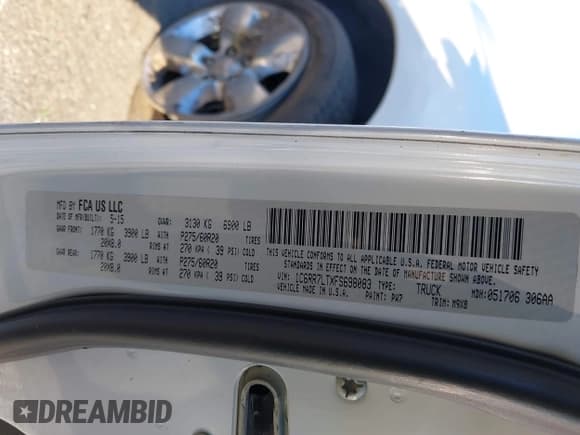 MFD BY FCA US LLC
DATE OF MFR(BUILT): 5-15 GVWR: 3130 KG 6900 LB
GAWR FRONT: 1770 KG 3900 LB WITH P275/60R20 TIRES
20X8.0 RIMS AT 270 KPA ( 39 PSI) COLD
GAWR REAR: 1770 KG 3900 LB WITH P275/60R20 TIRES
20X8.0 RIMS AT 270 KPA ( 39 PSI) COLD
THIS VEHICLE CONFORMS TO ALL APPLICABLE U.S.A. FEDERAL MOTOR VEHICLE SAFETY
STANDARDS IN EFFECT ON THE DATE OF MANUFACTURE SHOWN ABOVE.
VIN: 1C6RR7LTXFS698083 TYPE: TRUCK MDH: 051706 306AA
MADE IN U.S.A. PAINT: PW7 TRIM: M9X8
DREAMBID